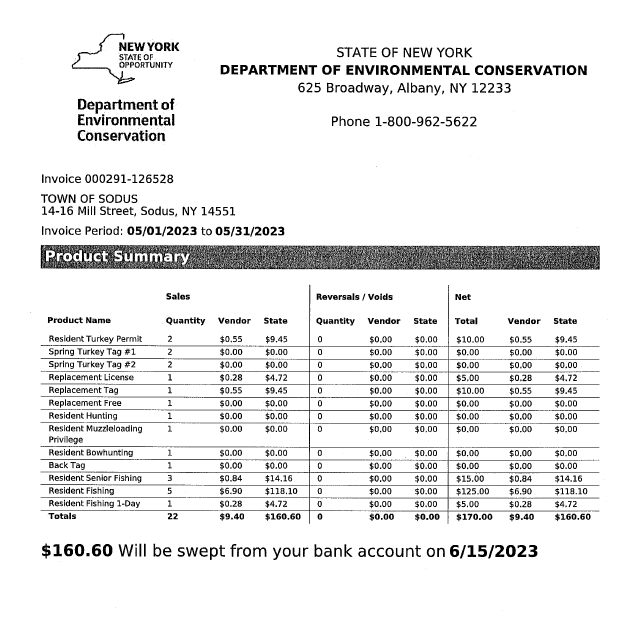 NEW YORK
STATE OF
OPPORTUNITY
Department of
Environmental
Conservation
STATE OF NEW YORK
DEPARTMENT OF ENVIRONMENTAL CONSERVATION
625 Broadway, Albany, NY 12233
Phone 1-800-962-5622
Invoice 000291-126528
TOWN OF SODUS
14-16 Mill Street, Sodus, NY 14551
Invoice Period: 05/01/2023 to 05/31/2023
Product Summary
Sales Reversals / Voids Net
Product Name Quantity Vendor State Quantity Vendor State Total Vendor State
Resident Turkey Permit 2 $0.55 $9.45 0 $0.00 $0.00 $10.00 $0.55 $9.45
Spring Turkey Tag #1 2 $0.00 $0.00 0 $0.00 $0.00 $0.00 $0.00 $0.00
Spring Turkey Tag #2 2 $0.00 $0.00 0 $0.00 $0.00 $0.00 $0.00 $0.00
Replacement License 1 $0.28 $4.72 0 $0.00 $0.00 $5.00 $0.28 $4.72
Replacement Tag 1 $0.55 $9.45 0 $0.00 $0.00 $10.00 $0.55 $9.45
Replacement Free 1 $0.00 $0.00 0 $0.00 $0.00 $0.00 $0.00 $0.00
Resident Hunting 1 $0.00 $0.00 0 $0.00 $0.00 $0.00 $0.00 $0.00
Resident Muzzleloading 1 $0.00 $0.00 0 $0.00 $0.00 $0.00 $0.00 $0.00
Privilege
Resident Bowhunting 1 $0.00 $0.00 0 $0.00 $0.00 $0.00 $0.00 $0.00
Back Tag 1 $0.00 $0.00 0 $0.00 $0.00 $0.00 $0.00 $0.00
Resident Senior Fishing 3 $0.84 $14.16 0 $0.00 $0.00 $15.00 $0.84 $14.16
Resident Fishing 5 $6.90 $118.10 0 $0.00 $0.00 $125.00 $6.90 $118.10
Resident Fishing 1-Day 1 $0.28 $4.72 0 $0.00 $0.00 $5.00 $0.28 $4.72
Totals 22 $9.40 $160.60 0 $0.00 $0.00 $170.00 $9.40 $160.60
$160.60 Will be swept from your bank account on 6/15/2023